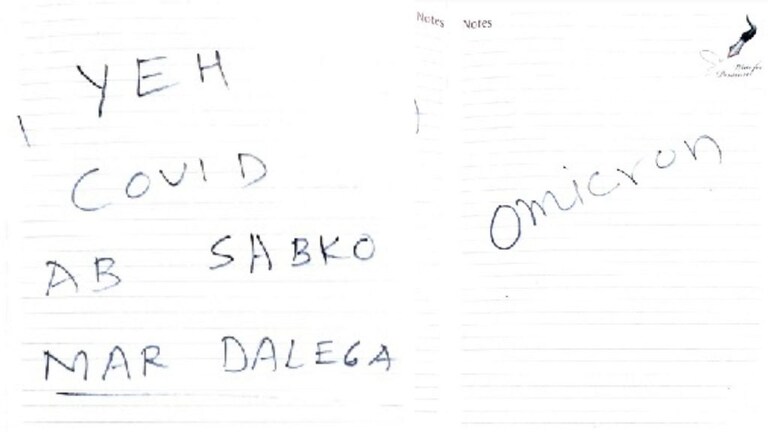 YEH
COVID
AB SABKO
MAR DALEGA
Notes
Notes
omicron